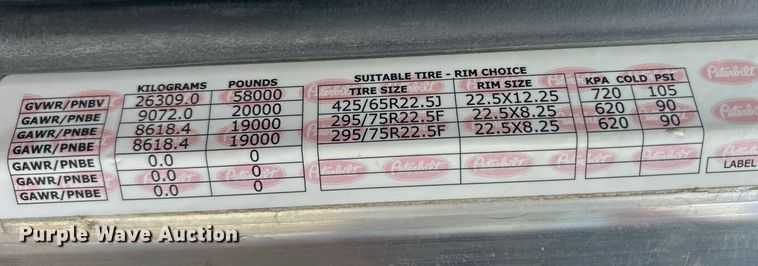 SUITABLE TIRE - RIM CHOICE
KILOGRAMS POUNDS TIRE SIZE RIM SIZE KPA COLD PSI
GVWR/PNBV 26309.0 58000
GAWR/PNBE 9072.0 20000 425/65R22.5J 22.5X12.25 720 105
GAWR/PNBE 8618.4 19000 295/75R22.5F 22.5X8.25 620 90
GAWR/PNBE 8618.4 19000 295/75R22.5F 22.5X8.25 620 90
GAWR/PNBE 0.0 0
GAWR/PNBE 0.0 0
GAWR/PNBE 0.0 0
LABEL
Peterbilt
Purple Wave Auction